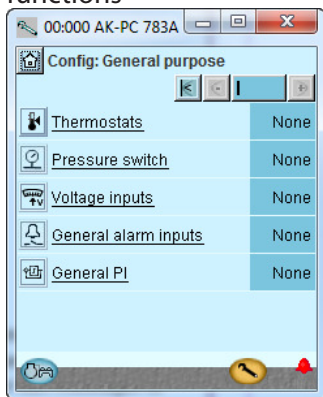 functions
00:000 AK-PC 783A
Config: General purpose
Thermostats None
Pressure switch None
Voltage inputs None
General alarm inputs None
General PI None